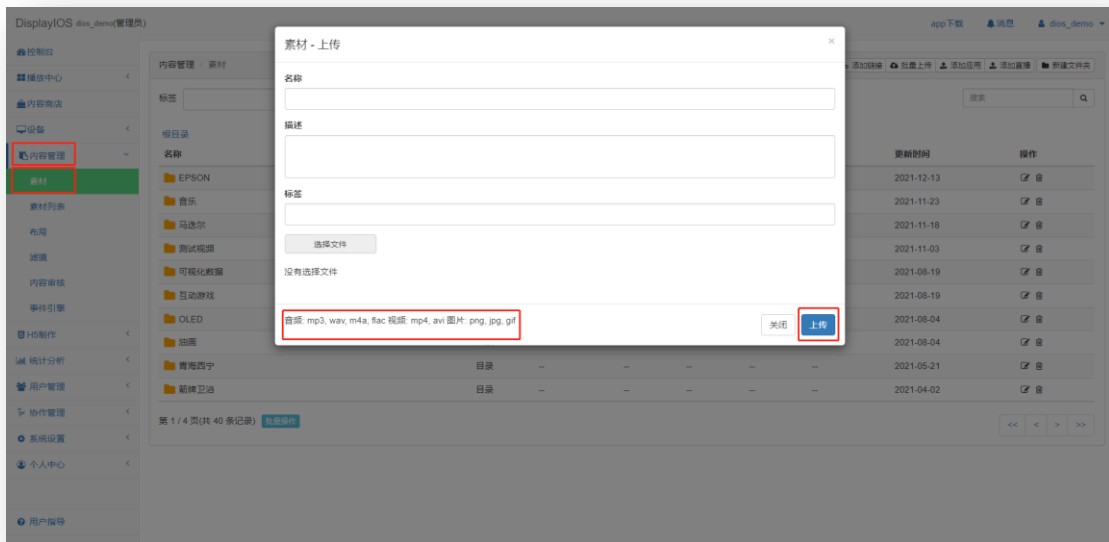 DisplayIOS dios_demo(管理员)
app下载 消息 dios_demo
控制台
播放中心
内容商店
设备
内容管理
素材
素材列表
布局
滤镜
内容审核
事件引擎
H5制作
统计分析
用户管理
协作管理
系统设置
个人中心
用户指导
内容管理 / 素材
添加链接 批量上传 添加应用 添加直播 新建文件夹
标签
搜索
根目录
名称 更新时间 操作
EPSON 2021-12-13
音乐 2021-11-23
马迭尔 2021-11-18
测试视频 2021-11-03
可视化数据 2021-08-19
互动游戏 2021-08-19
OLED 2021-08-04
油画 2021-08-04
青海西宁 目录 -- -- -- -- 2021-05-21
箭牌卫浴 目录 -- -- -- -- 2021-04-02
第 1 / 4 页(共 40 条记录) 批量操作
<< < > >>
素材 - 上传 ×
名称
描述
标签
选择文件
没有选择文件
音频: mp3, wav, m4a, flac 视频: mp4, avi 图片: png, jpg, gif
关闭 上传